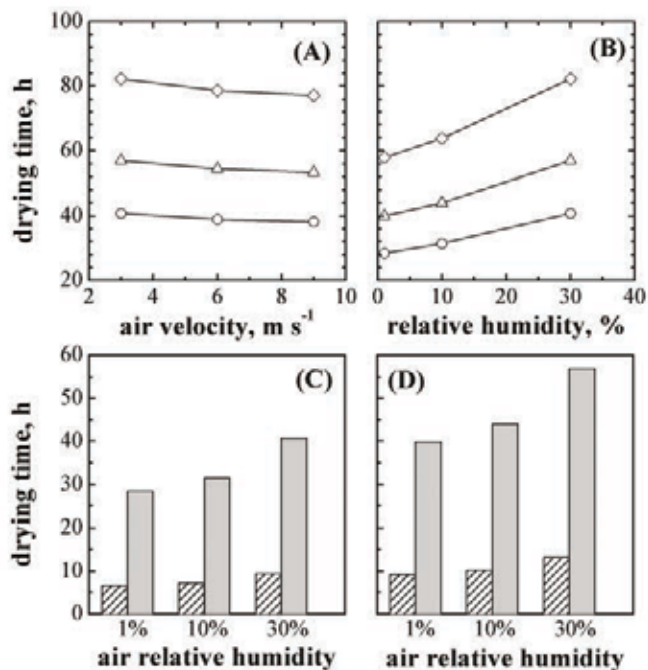 100
80
60
40
20
drying time, h
(A)
2 4 6 8 10
air velocity, m s⁻¹
(B)
0 10 20 30 40
relative humidity, %
60
50
40
30
20
10
0
drying time, h
(C)
1% 10% 30%
air relative humidity
(D)
1% 10% 30%
air relative humidity